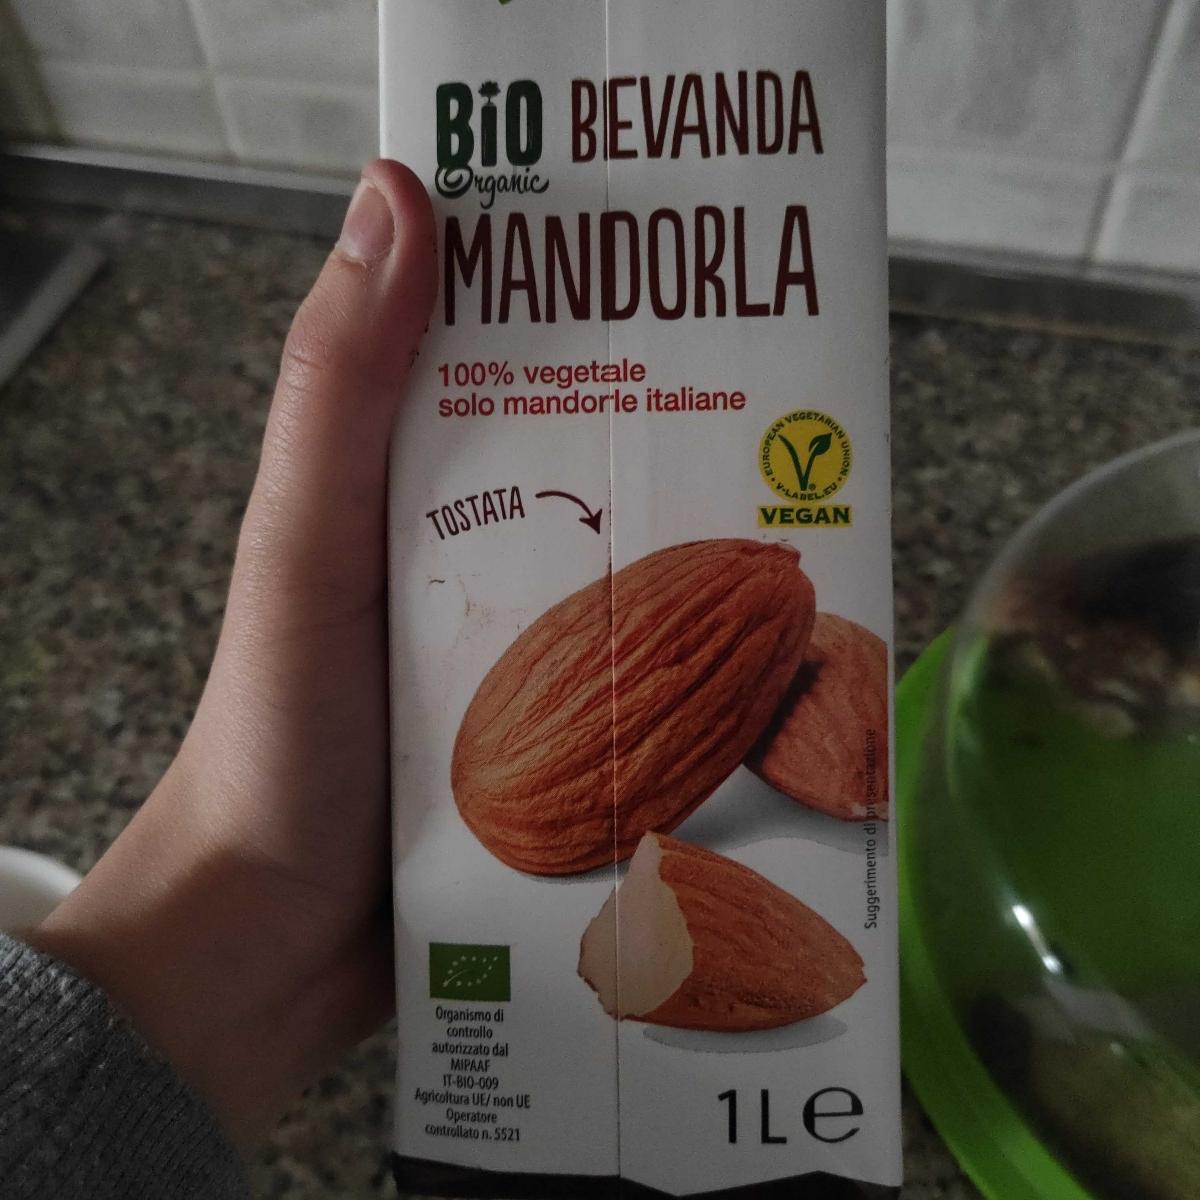 BiO BEVANDA
Organic
MANDORLA
100% vegetale
solo mandorle italiane
EUROPEAN VEGETARIAN UNION
V-LABEL.EU
VEGAN
TOSTATA
Suggerimento di presentazione
Organismo di
controllo
autorizzato dal
MIPAAF
IT-BIO-009
Agricoltura UE/ non UE
Operatore
controllato n. 5521
1 L e